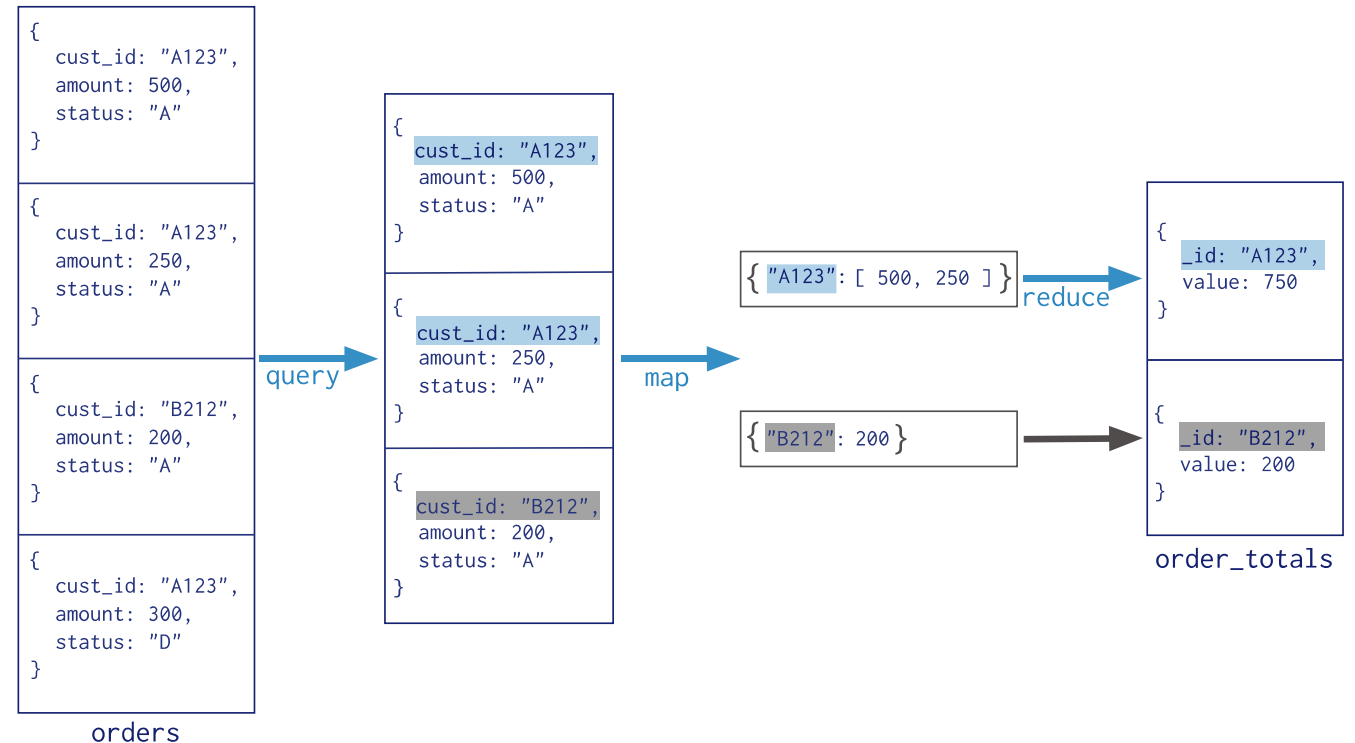 {
cust_id: "A123",
amount: 500,
status: "A"
}
{
cust_id: "A123",
amount: 250,
status: "A"
}
{
cust_id: "B212",
amount: 200,
status: "A"
}
{
cust_id: "A123",
amount: 300,
status: "D"
}
orders
query
{
cust_id: "A123",
amount: 500,
status: "A"
}
{
cust_id: "A123",
amount: 250,
status: "A"
}
{
cust_id: "B212",
amount: 200,
status: "A"
}
map
{ "A123": [ 500, 250 ] }
{ "B212": 200 }
reduce
{
_id: "A123",
value: 750
}
{
_id: "B212",
value: 200
}
order_totals